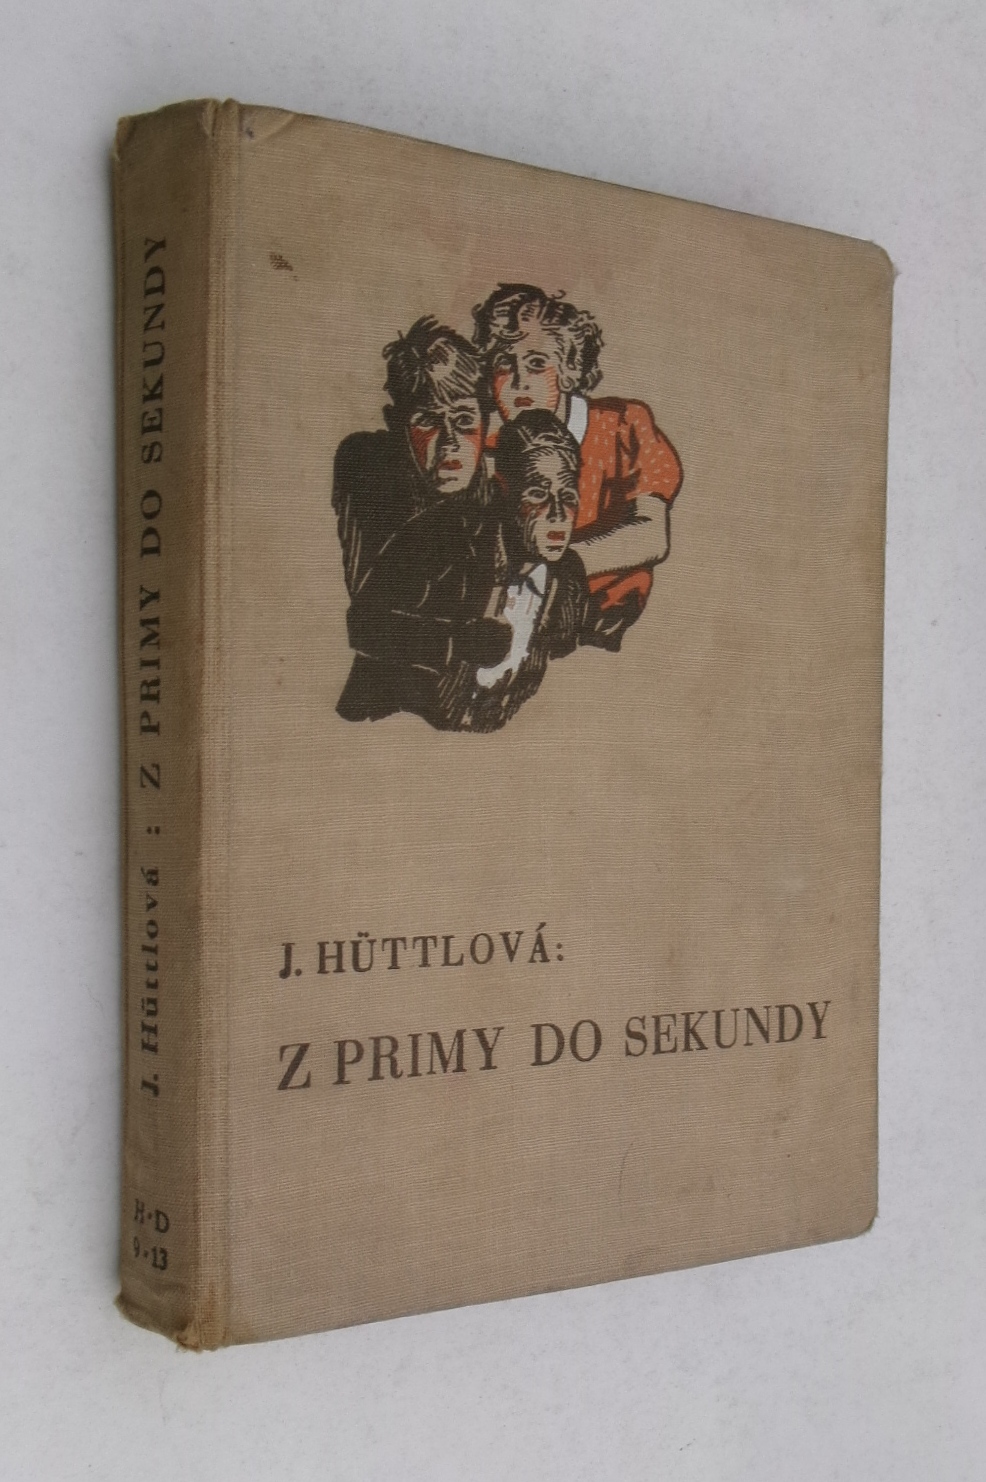 J. Hüttlová : Z PRIMY DO SEKUNDY
H·D
9·13
J. HÜTTLOVÁ:
Z PRIMY DO SEKUNDY